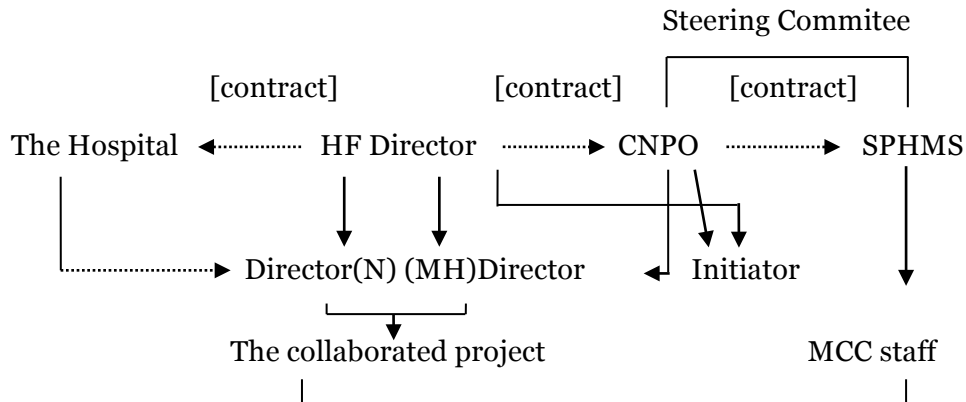 Steering Commitee
[contract] [contract] [contract]
The Hospital HF Director CNPO SPHMS
Director(N) (MH)Director Initiator
The collaborated project MCC staff